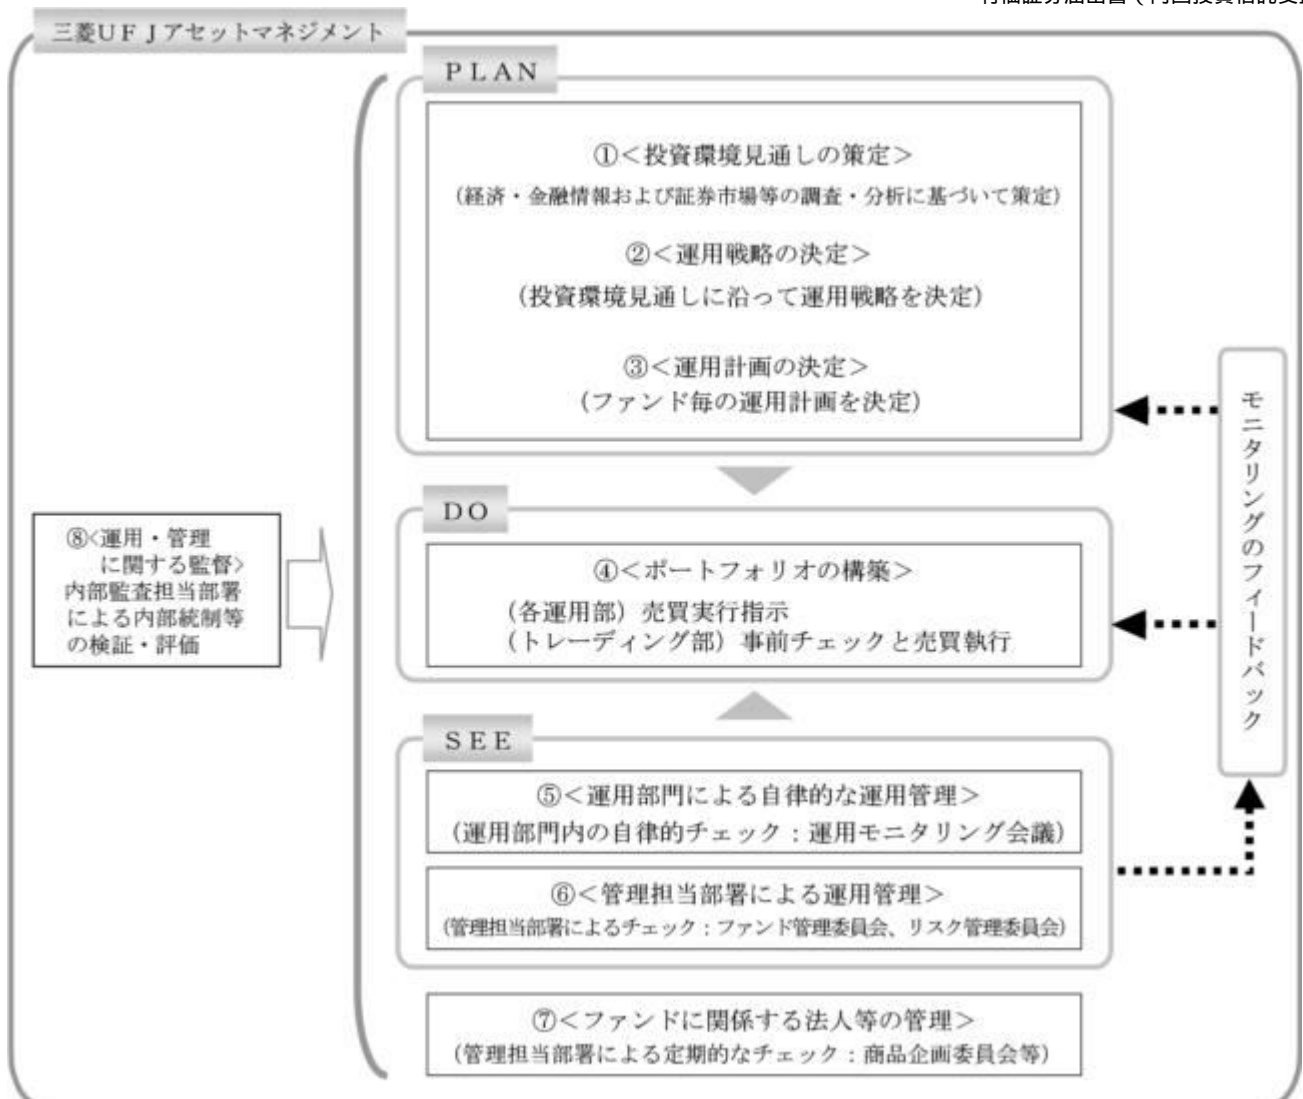 三菱UFJアセットマネジメント
PLAN
①<投資環境見通しの策定>
(経済・金融情報および証券市場等の調査・分析に基づいて策定)
②<運用戦略の決定>
(投資環境見通しに沿って運用戦略を決定)
③<運用計画の決定>
(ファンド毎の運用計画を決定)
DO
④<ポートフォリオの構築>
(各運用部)売買実行指示
(トレーディング部)事前チェックと売買執行
SEE
⑤<運用部門による自律的な運用管理>
(運用部門内の自律的チェック:運用モニタリング会議)
⑥<管理担当部署による運用管理>
(管理担当部署によるチェック:ファンド管理委員会、リスク管理委員会)
⑦<ファンドに関係する法人等の管理>
(管理担当部署による定期的なチェック:商品企画委員会等)
⑧<運用・管理
に関する監督>
内部監査担当部署
による内部統制等
の検証・評価
モニタリングのフィードバック